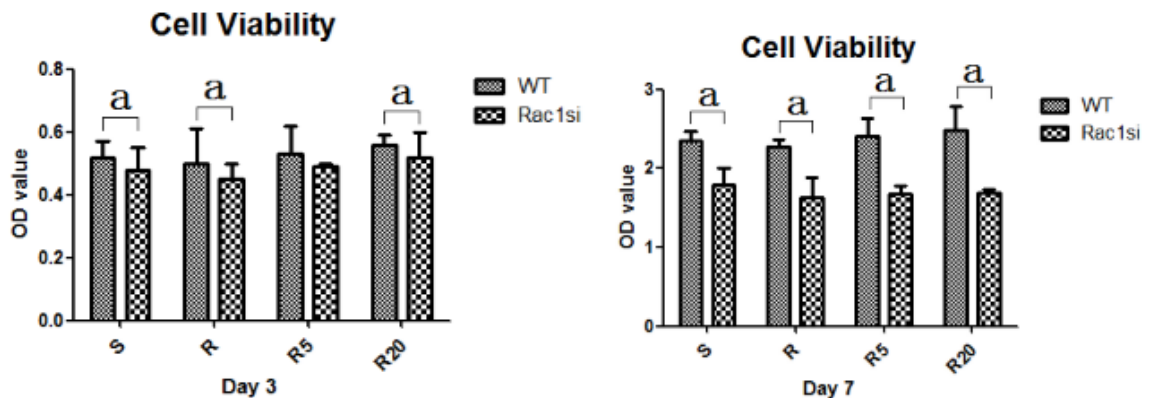 Cell Viability
0.8
0.6
0.4
0.2
0.0
OD value
a
a
a
WT
Rac1si
S
R
R5
R20
Day 3
Cell Viability
3
2
1
0
OD value
a
a
a
a
WT
Rac1si
S
R
R5
R20
Day 7